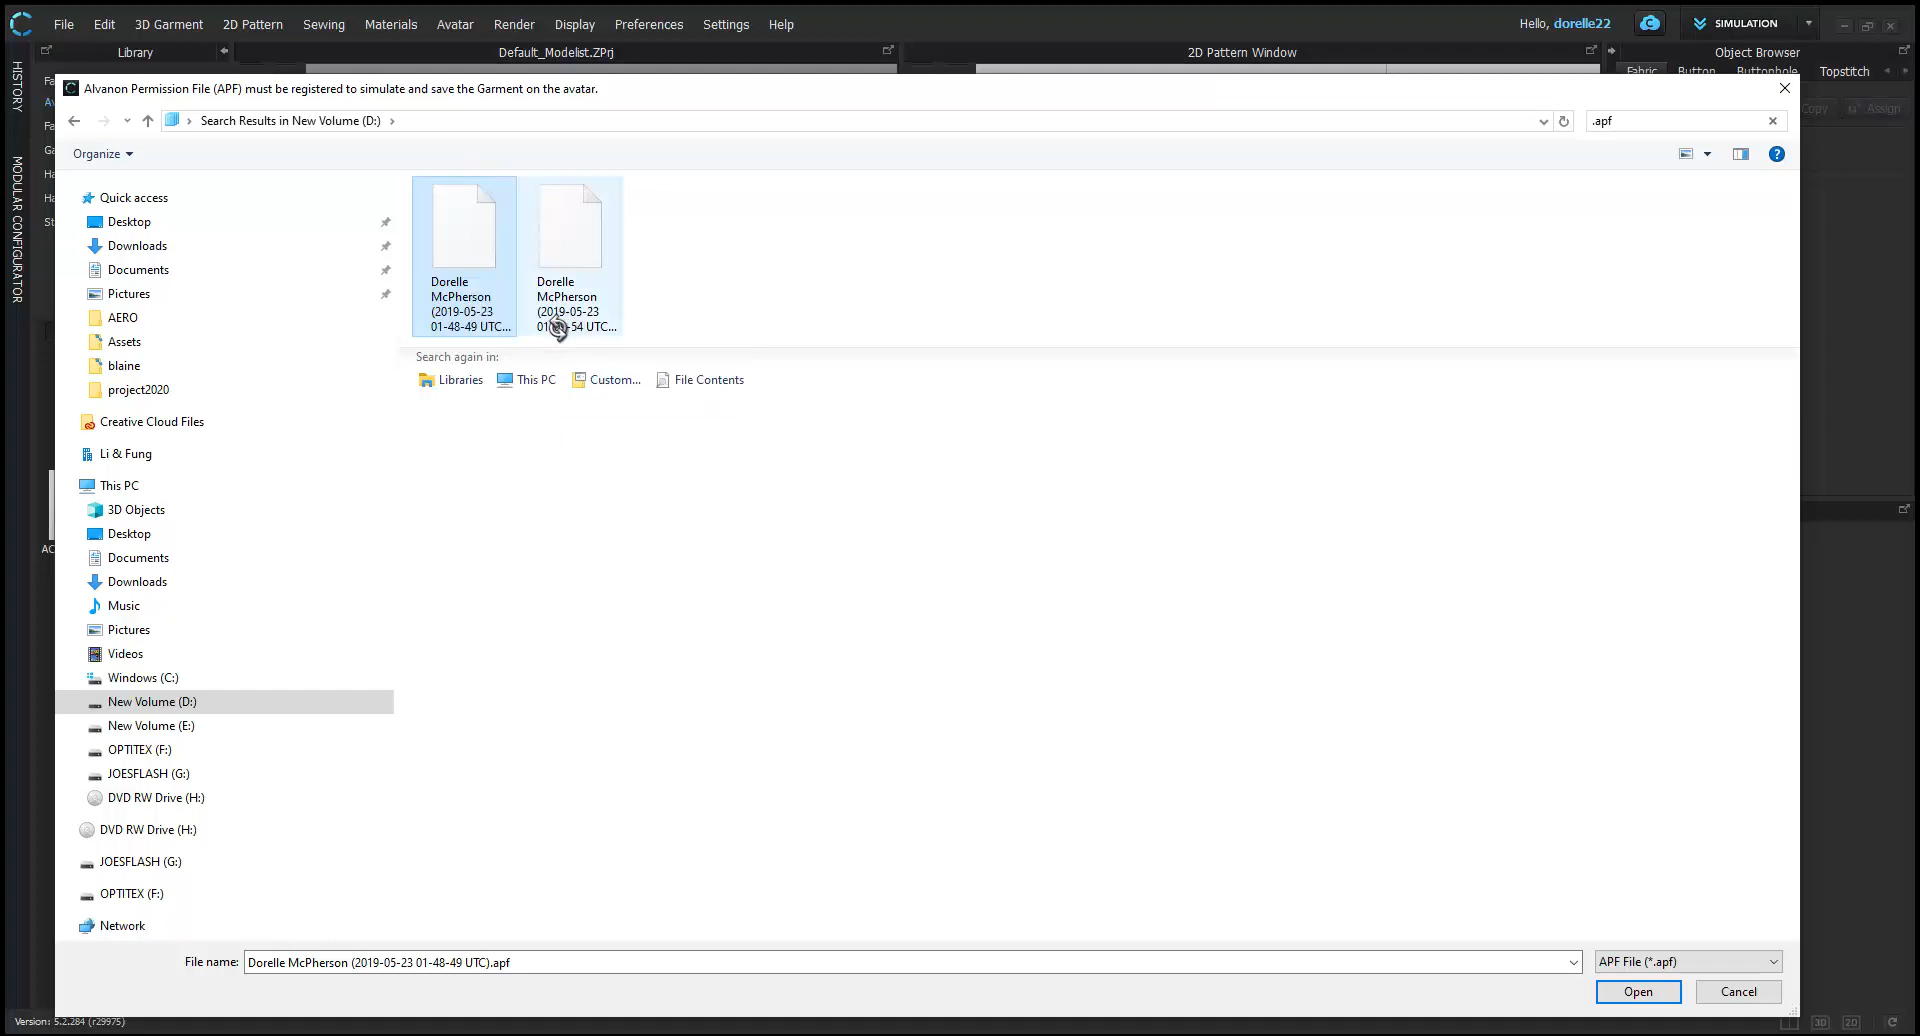 File Edit 3D Garment 2D Pattern Sewing Materials Avatar Render Display Preferences Settings Help
Hello, dorelle22 SIMULATION
Library Default_Modelist.ZPrj 2D Pattern Window Object Browser
HISTORY
MODULAR CONFIGURATOR
Fabric Button Buttonhole Topstitch
Copy Assign
Alvanon Permission File (APF) must be registered to simulate and save the Garment on the avatar.
Search Results in New Volume (D:)
.apf
Organize
Quick access
Desktop
Downloads
Documents
Pictures
AERO
Assets
blaine
project2020
Creative Cloud Files
Li & Fung
This PC
3D Objects
Desktop
Documents
Downloads
Music
Pictures
Videos
Windows (C:)
New Volume (D:)
New Volume (E:)
OPTITEX (F:)
JOESFLASH (G:)
DVD RW Drive (H:)
DVD RW Drive (H:)
JOESFLASH (G:)
OPTITEX (F:)
Network
Dorelle
McPherson
(2019-05-23
01-48-49 UTC...
Dorelle
McPherson
(2019-05-23
-54 UTC...
Search again in:
Libraries This PC Custom... File Contents
File name: Dorelle McPherson (2019-05-23 01-48-49 UTC).apf
APF File (*.apf)
Open Cancel
Version: 5.2.284 (r29975)
3D 2D